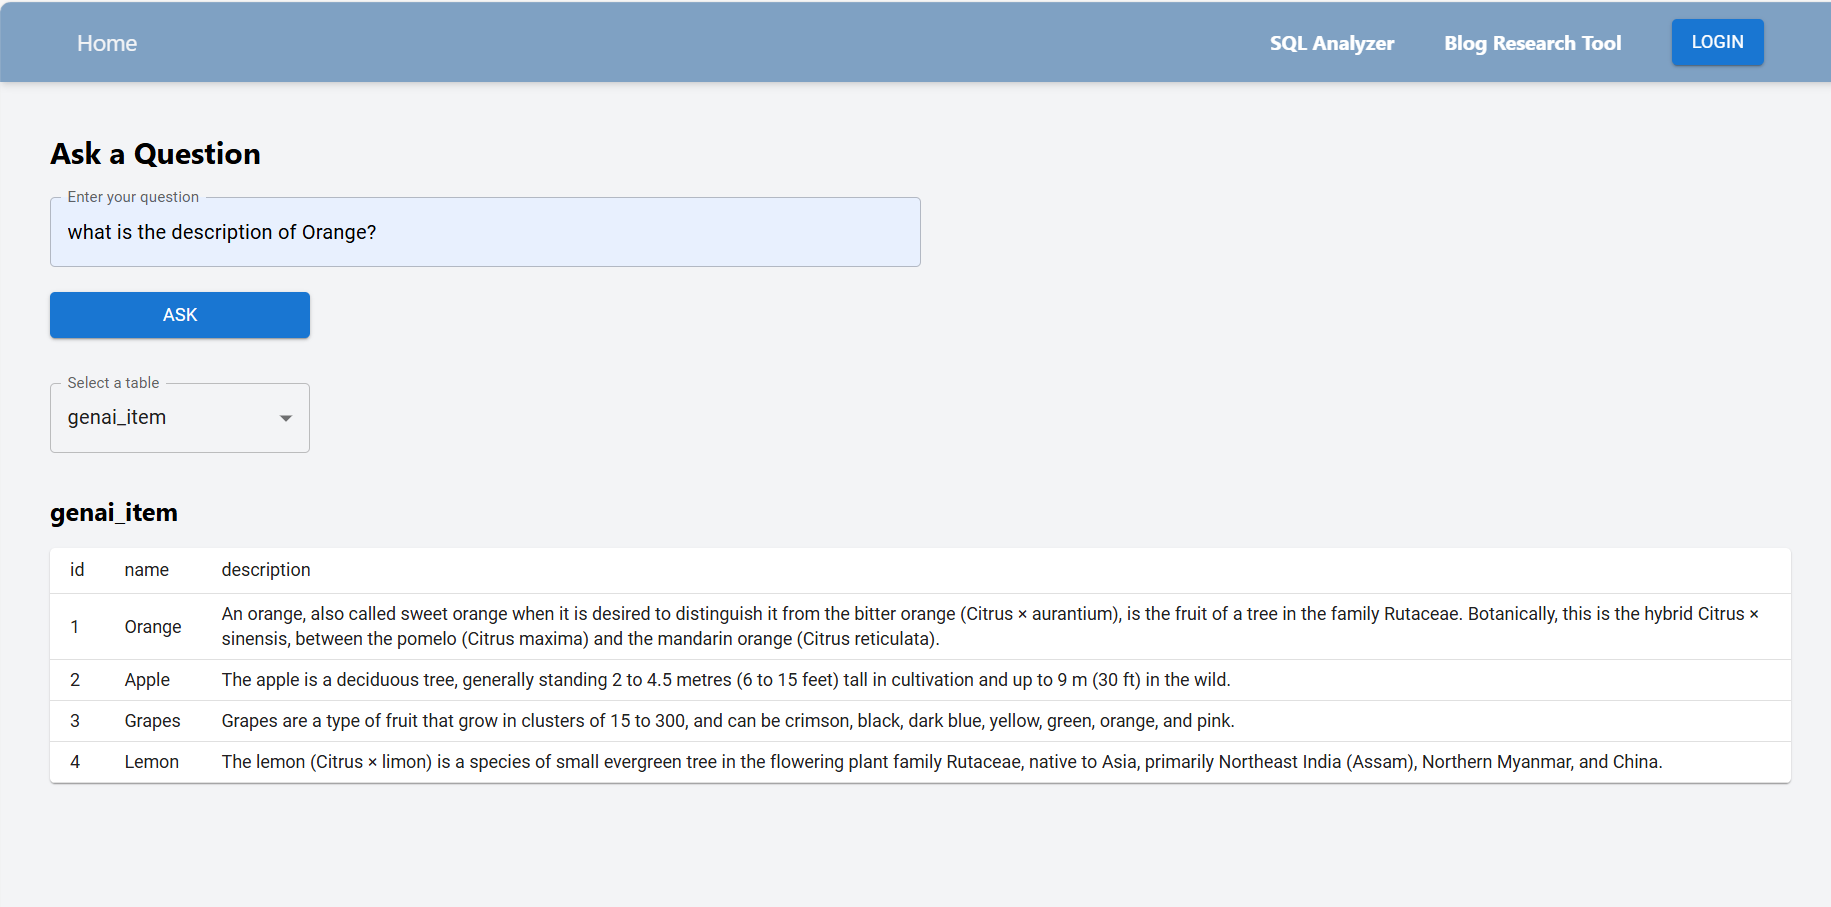 Home
SQL Analyzer
Blog Research Tool
LOGIN
Ask a Question
Enter your question
what is the description of Orange?
ASK
Select a table
genai_item
genai_item
id name description
1 Orange An orange, also called sweet orange when it is desired to distinguish it from the bitter orange (Citrus × aurantium), is the fruit of a tree in the family Rutaceae. Botanically, this is the hybrid Citrus ×
sinensis, between the pomelo (Citrus maxima) and the mandarin orange (Citrus reticulata).
2 Apple The apple is a deciduous tree, generally standing 2 to 4.5 metres (6 to 15 feet) tall in cultivation and up to 9 m (30 ft) in the wild.
3 Grapes Grapes are a type of fruit that grow in clusters of 15 to 300, and can be crimson, black, dark blue, yellow, green, orange, and pink.
4 Lemon The lemon (Citrus × limon) is a species of small evergreen tree in the flowering plant family Rutaceae, native to Asia, primarily Northeast India (Assam), Northern Myanmar, and China.